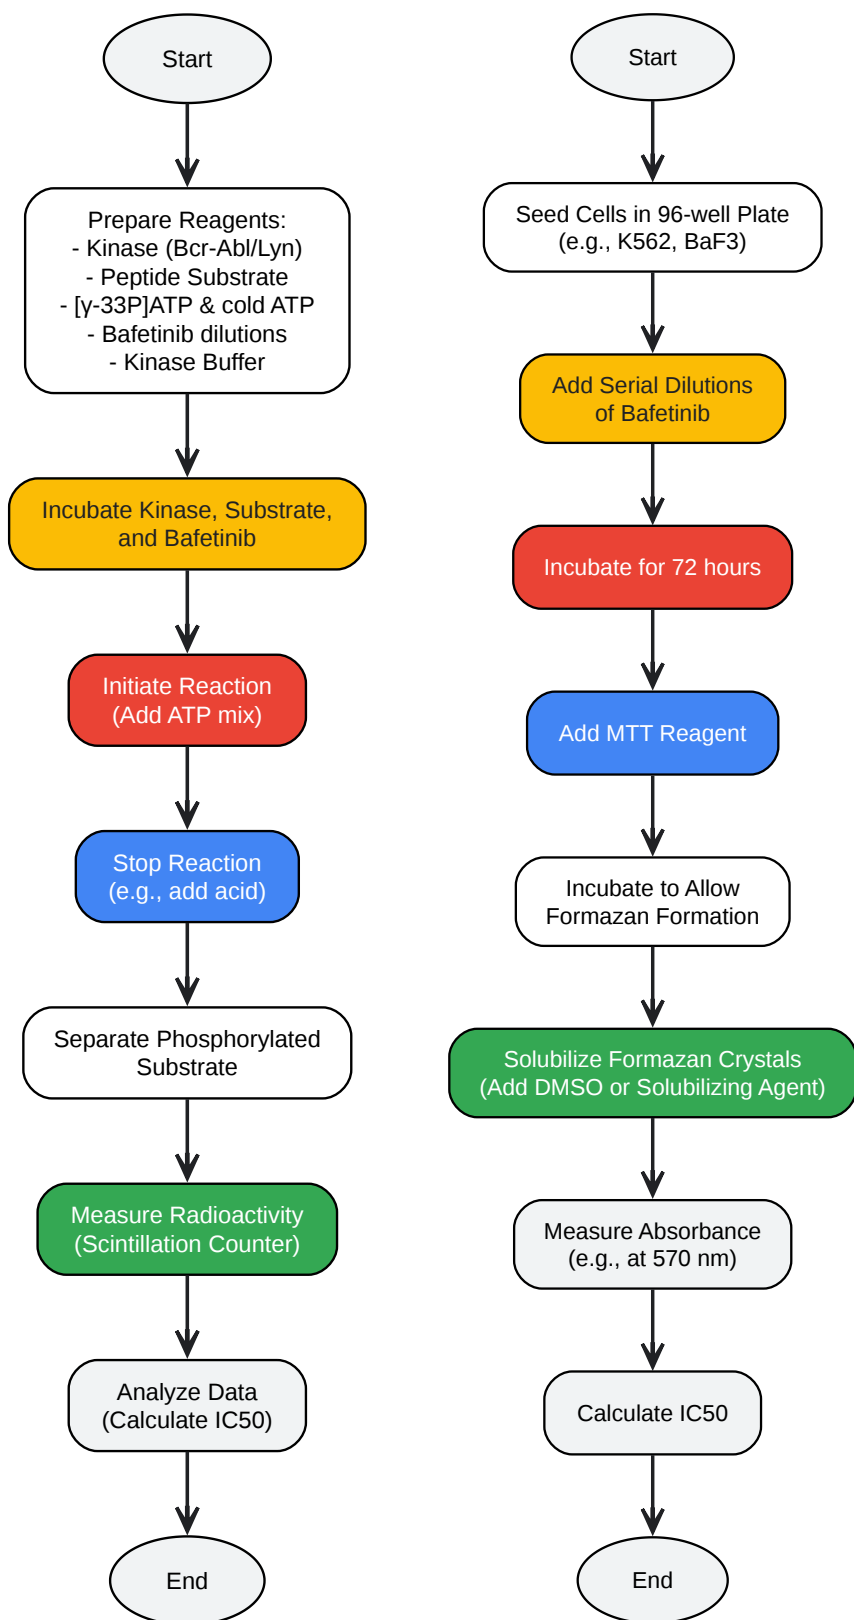 Start
Prepare Reagents:
- Kinase (Bcr-Abl/Lyn)
- Peptide Substrate
- [γ-33P]ATP & cold ATP
- Bafetinib dilutions
- Kinase Buffer
Incubate Kinase, Substrate,
and Bafetinib
Initiate Reaction
(Add ATP mix)
Stop Reaction
(e.g., add acid)
Separate Phosphorylated
Substrate
Measure Radioactivity
(Scintillation Counter)
Analyze Data
(Calculate IC50)
End
Start
Seed Cells in 96-well Plate
(e.g., K562, BaF3)
Add Serial Dilutions
of Bafetinib
Incubate for 72 hours
Add MTT Reagent
Incubate to Allow
Formazan Formation
Solubilize Formazan Crystals
(Add DMSO or Solubilizing Agent)
Measure Absorbance
(e.g., at 570 nm)
Calculate IC50
End